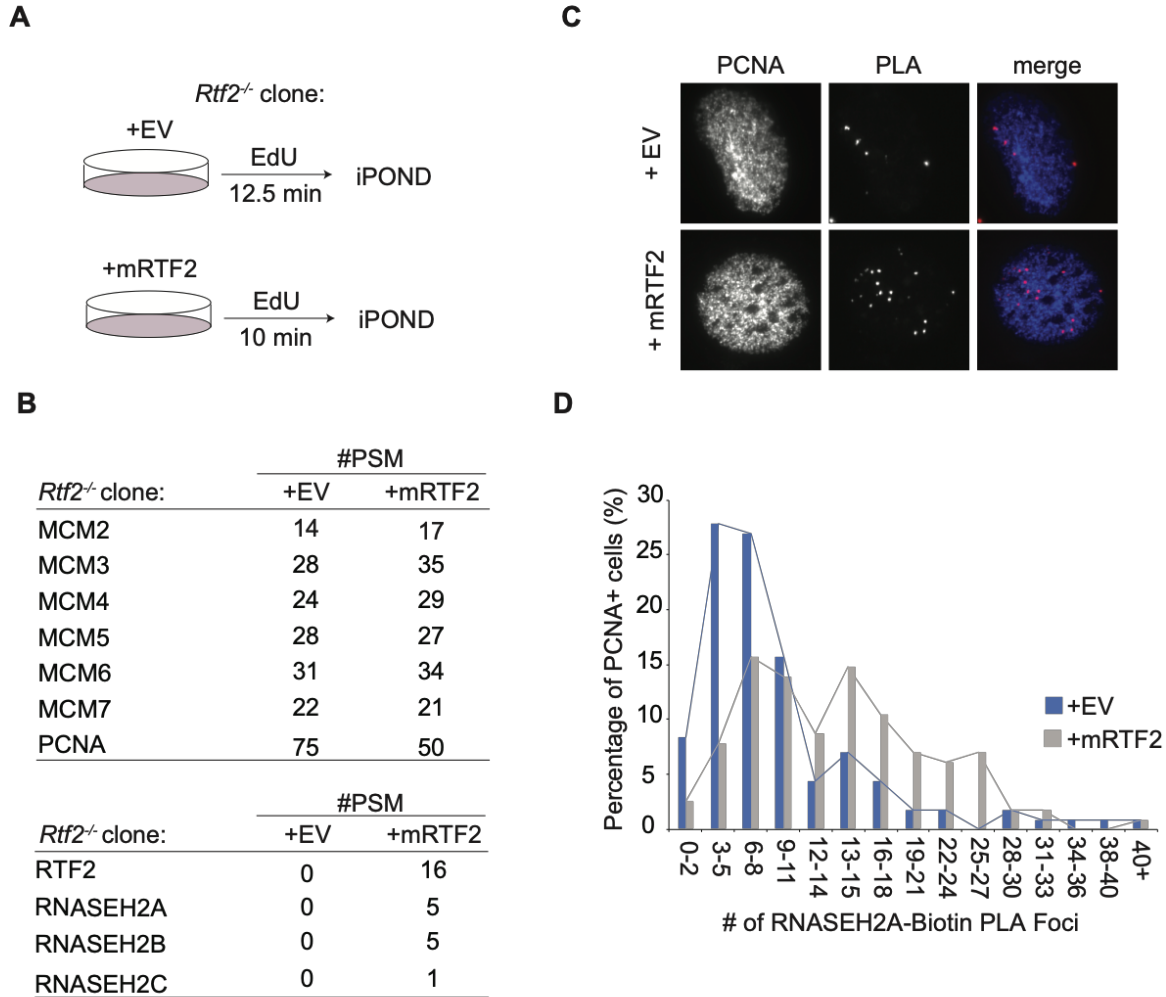 A
Rtf2-/- clone:
+EV
EdU
12.5 min
iPOND
+mRTF2
EdU
10 min
iPOND
B
#PSM
Rtf2-/- clone: +EV +mRTF2
MCM2 14 17
MCM3 28 35
MCM4 24 29
MCM5 28 27
MCM6 31 34
MCM7 22 21
PCNA 75 50
#PSM
Rtf2-/- clone: +EV +mRTF2
RTF2 0 16
RNASEH2A 0 5
RNASEH2B 0 5
RNASEH2C 0 1
C
PCNA PLA merge
+ EV
+ mRTF2
D
Percentage of PCNA+ cells (%)
30
25
20
15
10
5
0
0-2 3-5 6-8 9-11 12-14 13-15 16-18 19-21 22-24 25-27 28-30 31-33 34-36 38-40 40+
# of RNASEH2A-Biotin PLA Foci
+EV
+mRTF2